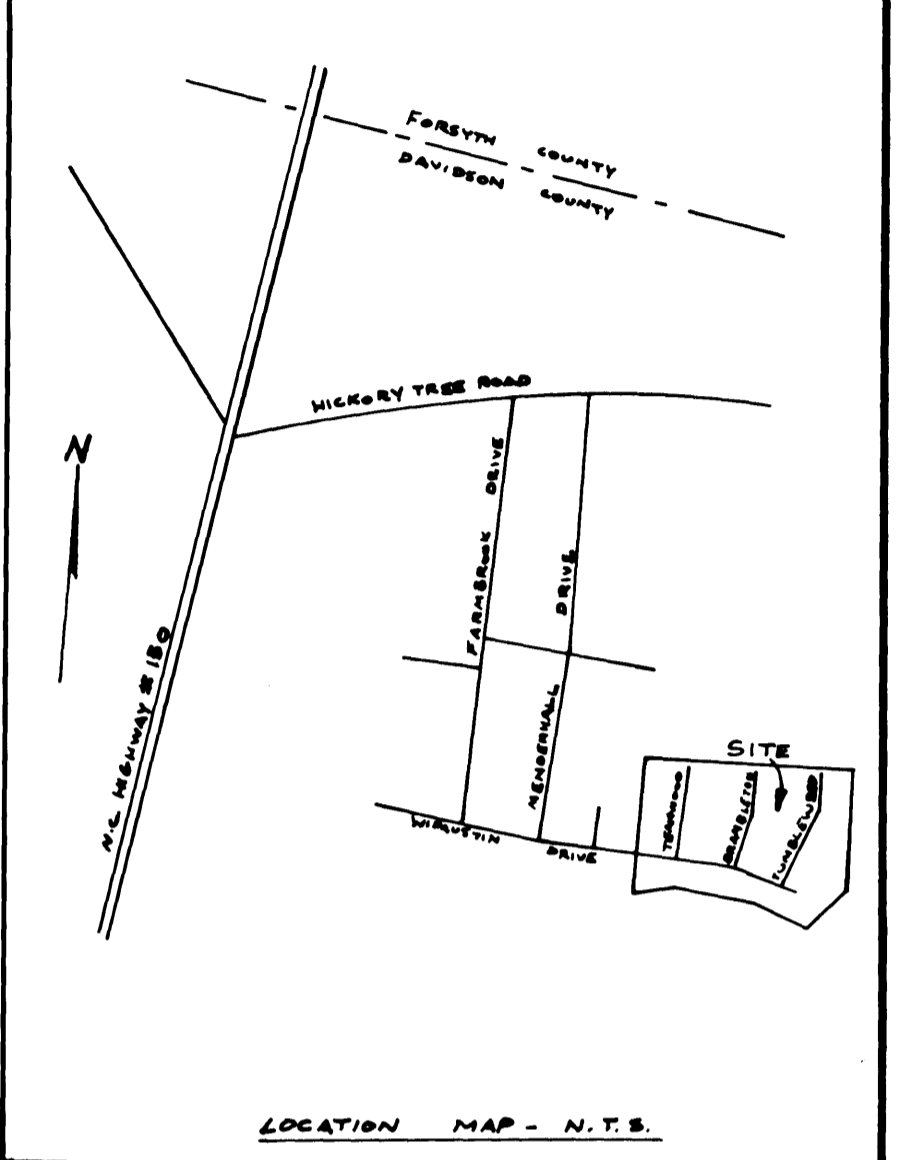 FORSYTH COUNTY
DAVIDSON COUNTY
HICKORY TREE ROAD
N
FARMBROOK DRIVE
MENDENHALL DRIVE
N.C. HIGHWAY # 150
SITE
TEAKWOOD
BRAMBLETOE
TUMBLEWEED
DRIVE
LOCATION MAP - N.T.S.